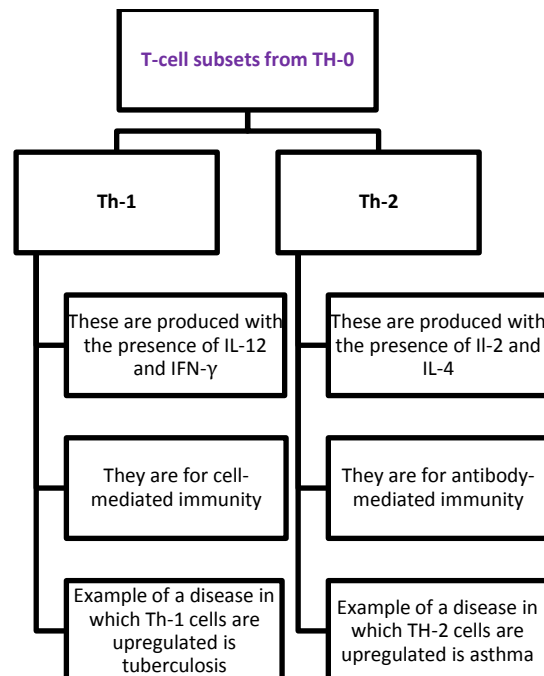 T-cell subsets from TH-0
Th-1
Th-2
These are produced with
the presence of IL-12
and IFN-γ
These are produced with
the presence of Il-2 and
IL-4
They are for cell-
mediated immunity
They are for antibody-
mediated immunity
Example of a disease in
which Th-1 cells are
upregulated is
tuberculosis
Example of a disease in
which TH-2 cells are
upregulated is asthma